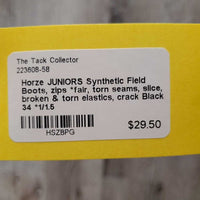 The Tack Collector
223608-58
Horze JUNIORS Synthetic Field
Boots, zips *fair, torn seams, slice,
broken & torn elastics, crack Black
34 *1/1.5
HSZBPG
$29.50